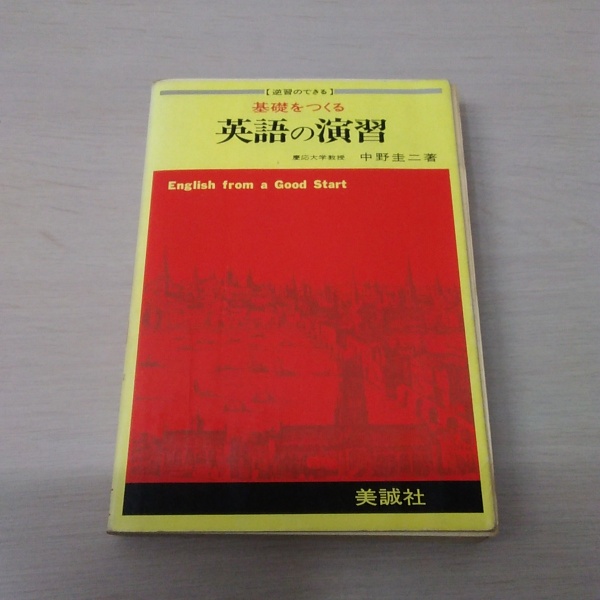 【逆習のできる】
基礎をつくる
英語の演習
慶応大学教授 中野圭二著
English from a Good Start
美誠社